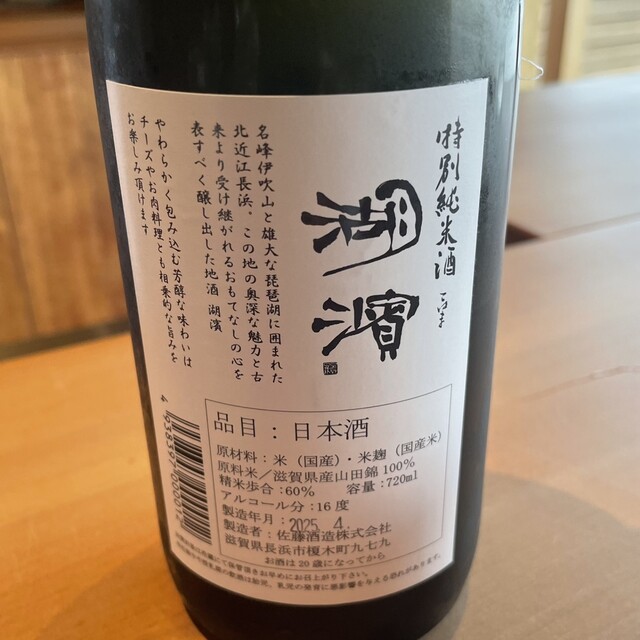 特別純米酒
湖濱
名峰伊吹山と雄大な琵琶湖に囲まれた
北近江長浜、この地の奥深な魅力と古
来より受け継がれるおもてなしの心を
表すべく醸し出した地酒 湖濱
やわらかく包み込む芳醇な味わいは
チーズやお肉料理とも相乗的な旨みを
お楽しみ頂けます
品目：日本酒
原材料：米（国産）・米麹（国産米）
原料米／滋賀県産山田錦100％
精米歩合：60％ 容量：720ml
アルコール分：16度
製造年月：2025.4
製造者：佐藤酒造株式会社
滋賀県長浜市榎木町九七九
お酒は20歳になってから